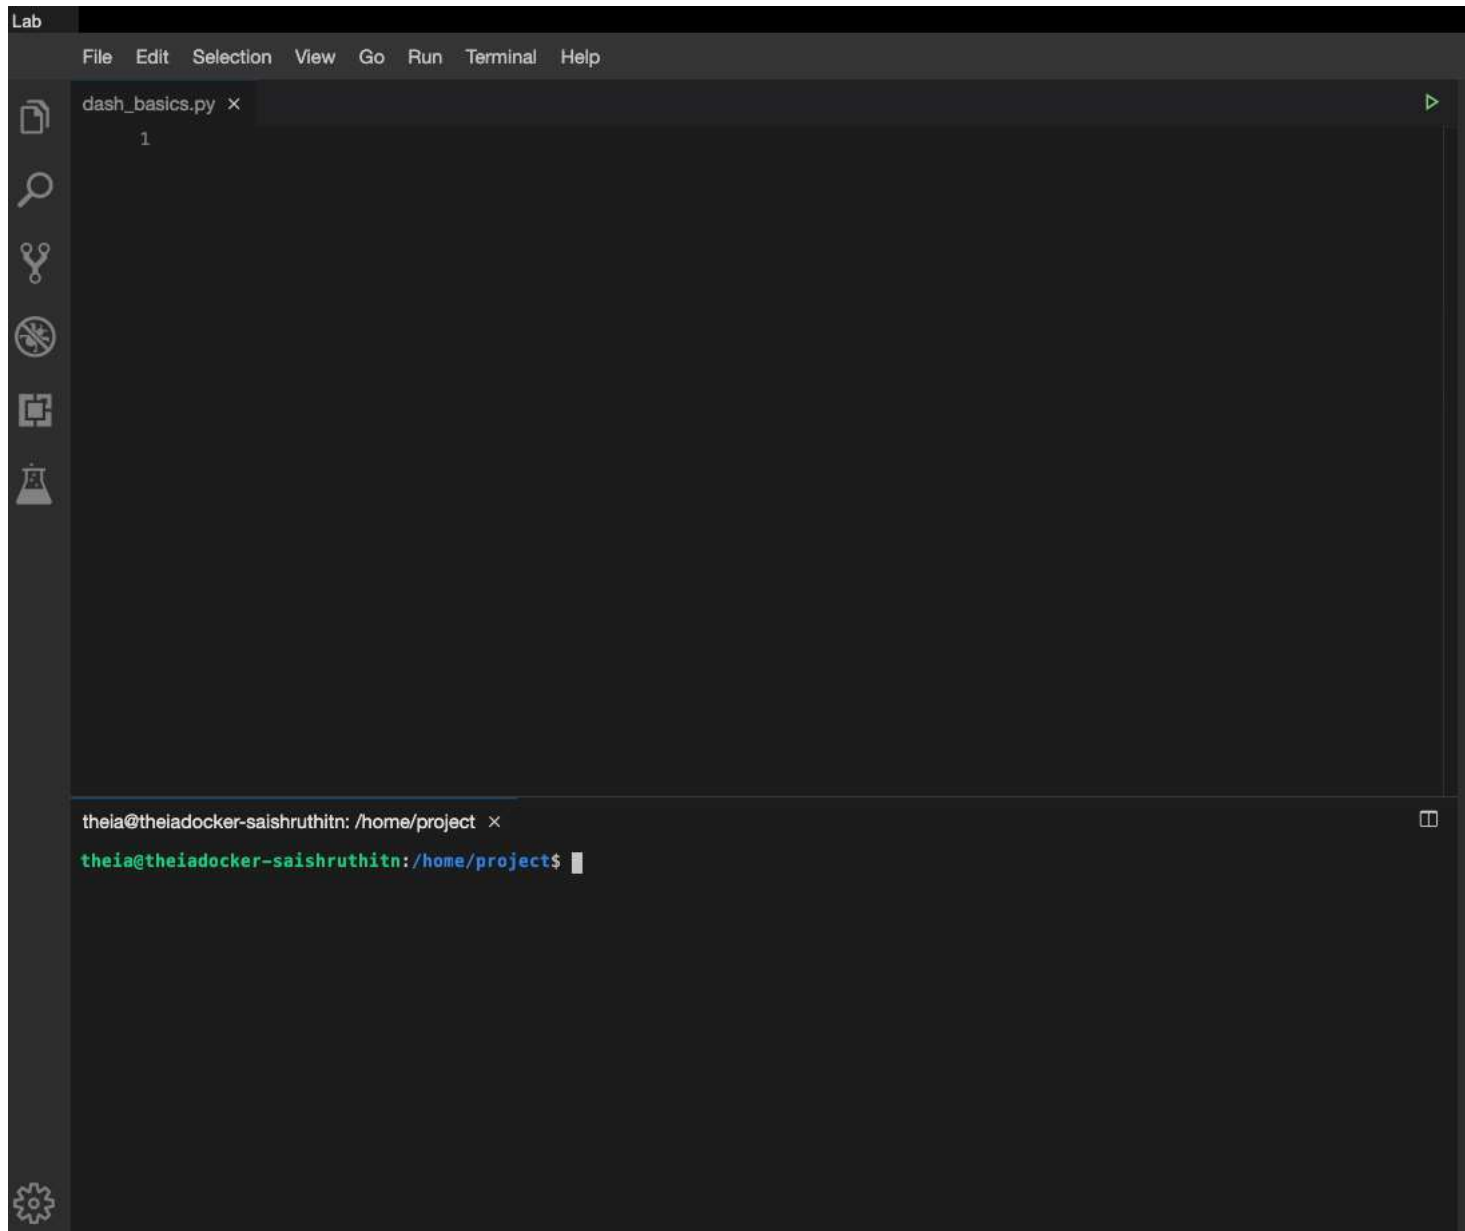 Lab
File Edit Selection View Go Run Terminal Help
dash_basics.py ×
1
theia@theiadocker-saishruthitn: /home/project ×
theia@theiadocker-saishruthitn:/home/project$